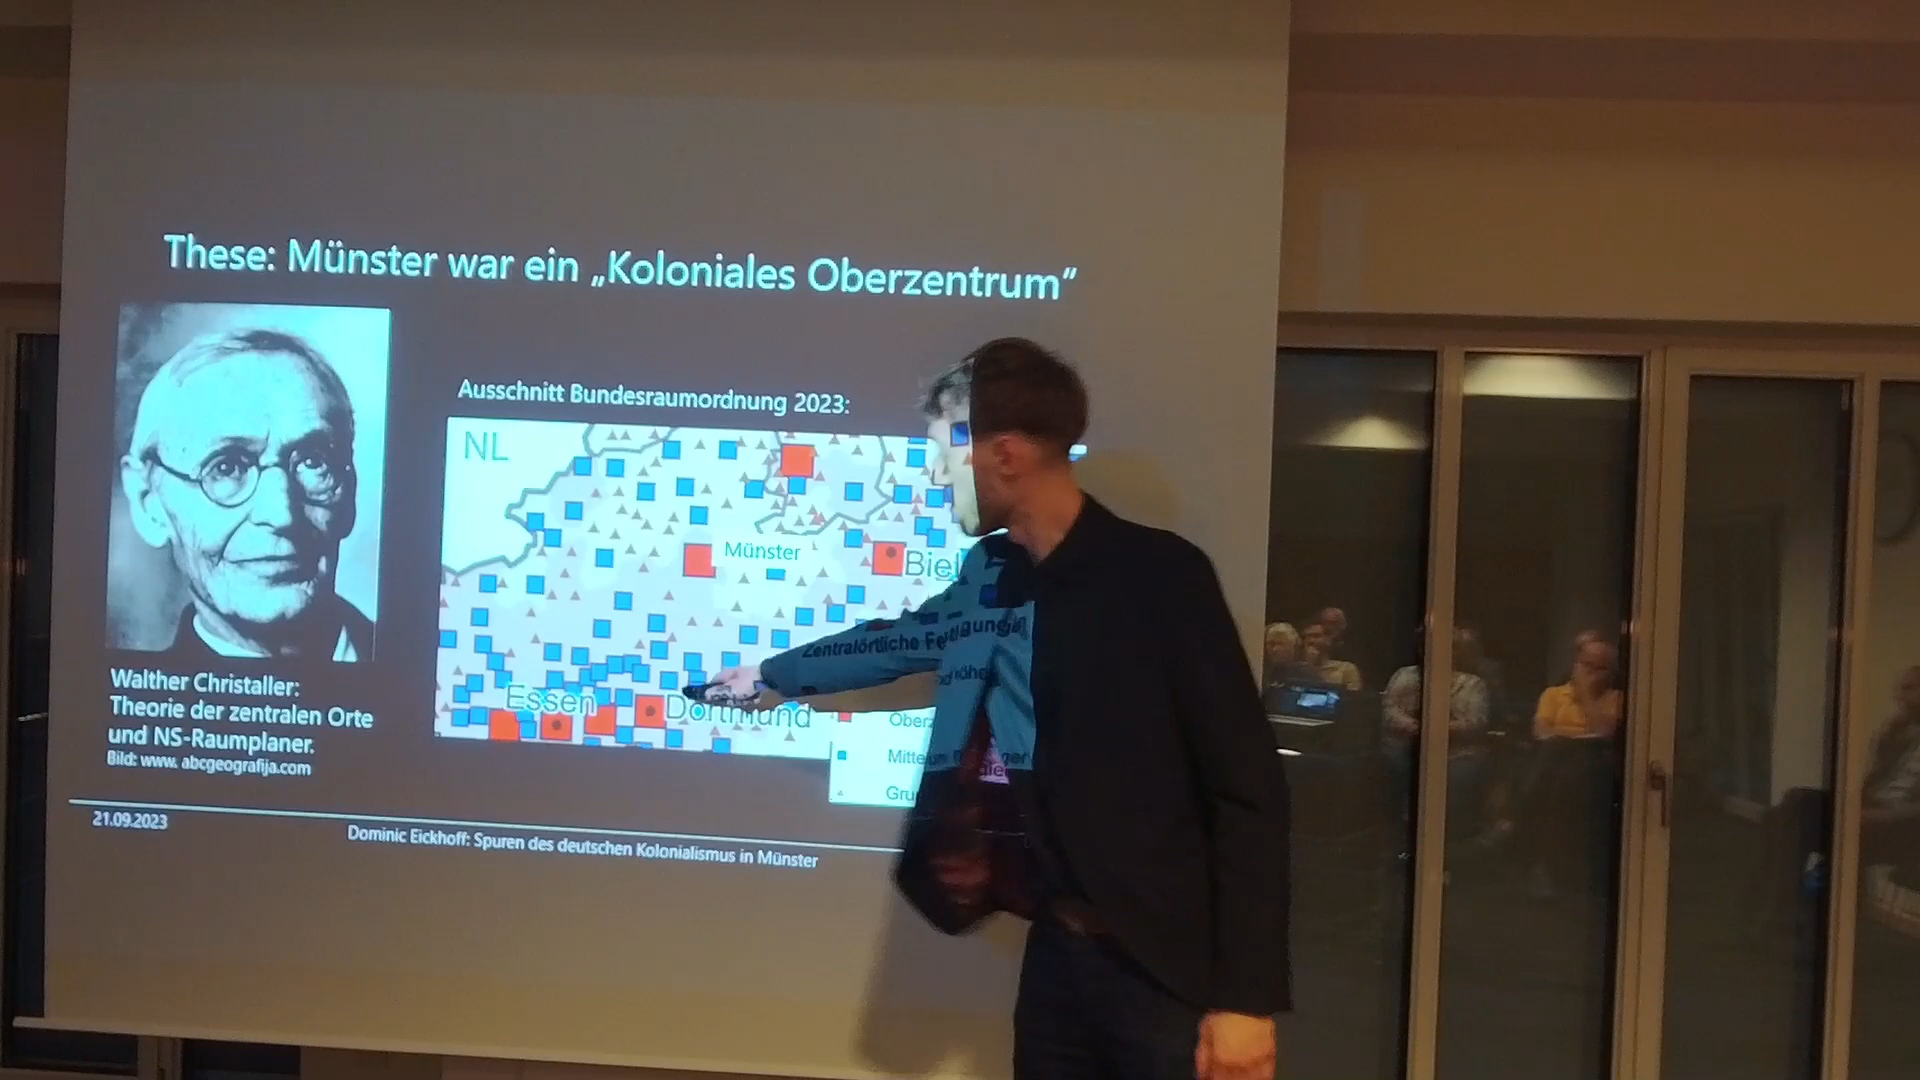 These: Münster war ein „Koloniales Oberzentrum“
Ausschnitt Bundesraumordnung 2023:
NL
Münster
Essen
Dortmund
Zentralörtliche
Walther Christaller:
Theorie der zentralen Orte
und NS-Raumplaner.
Bild: www. abcgeografija.com
21.09.2023
Dominic Eickhoff: Spuren des deutschen Kolonialismus in Münster